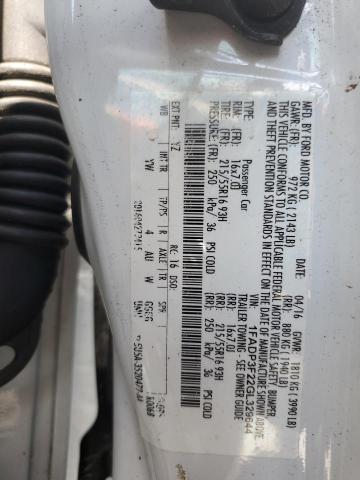 MFD. BY FORD MOTOR CO.
DATE: 04/16 GVWR: 1810 KG (3990 LB)
GAWR: (FR) 972 KG (2143 LB) (RR) 880 KG (1940 LB)
THIS VEHICLE CONFORMS TO ALL APPLICABLE FEDERAL MOTOR VEHICLE SAFETY, BUMPER,
AND THEFT PREVENTION STANDARDS IN EFFECT ON THE DATE OF MANUFACTURE SHOWN ABOVE.
VIN: 1FADP3F22GL329644
TYPE: Passenger Car
TRAILER TOWING - SEE OWNER GUIDE
RIM: (FR) 16x7.0J (RR) 16x7.0J
TIRE: (FR) 215/55R16 93H (RR) 215/55R16 93H
PRESSURE: (FR) 250 kPa/ 36 PSI COLD (RR) 250 kPa/ 36 PSI COLD
EXT PNT: YZ RC: 16 DSO:
WB INT TR TP/PS R AXLE TR
YW 4 AU W